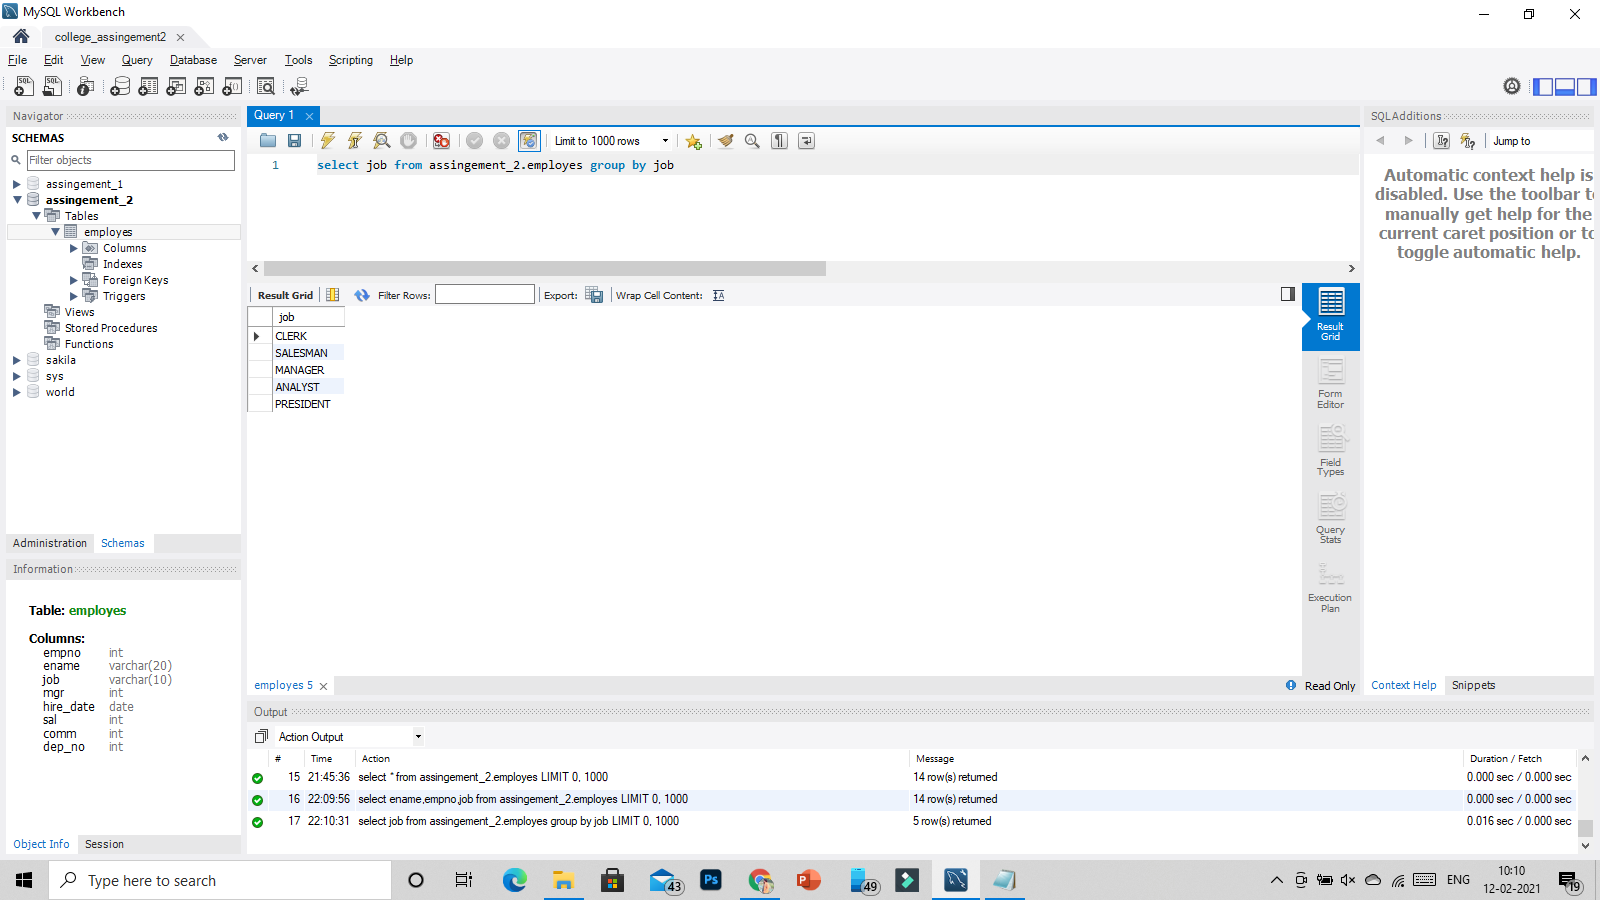 MySQL Workbench
college_assingement2
File Edit View Query Database Server Tools Scripting Help
Navigator
SCHEMAS
Filter objects
assingement_1
assingement_2
Tables
employes
Columns
Indexes
Foreign Keys
Triggers
Views
Stored Procedures
Functions
sakila
sys
world
Administration Schemas
Information
Table: employes
Columns:
empno int
ename varchar(20)
job varchar(10)
mgr int
hire_date date
sal int
comm int
dep_no int
Object Info Session
Query 1
Limit to 1000 rows
1 select job from assingement_2.employes group by job
Result Grid Filter Rows: Export: Wrap Cell Content:
job
CLERK
SALESMAN
MANAGER
ANALYST
PRESIDENT
Result
Grid
Form
Editor
Field
Types
Query
Stats
Execution
Plan
employes 5 Read Only
SQLAdditions
Jump to
Automatic context help is
disabled. Use the toolbar to
manually get help for the
current caret position or to
toggle automatic help.
Context Help Snippets
Output
Action Output
# Time Action Message Duration / Fetch
15 21:45:36 select * from assingement_2.employes LIMIT 0, 1000 14 row(s) returned 0.000 sec / 0.000 sec
16 22:09:56 select ename,empno,job from assingement_2.employes LIMIT 0, 1000 14 row(s) returned 0.000 sec / 0.000 sec
17 22:10:31 select job from assingement_2.employes group by job LIMIT 0, 1000 5 row(s) returned 0.016 sec / 0.000 sec
Type here to search
43
Ps
49
ENG
10:10
12-02-2021
19